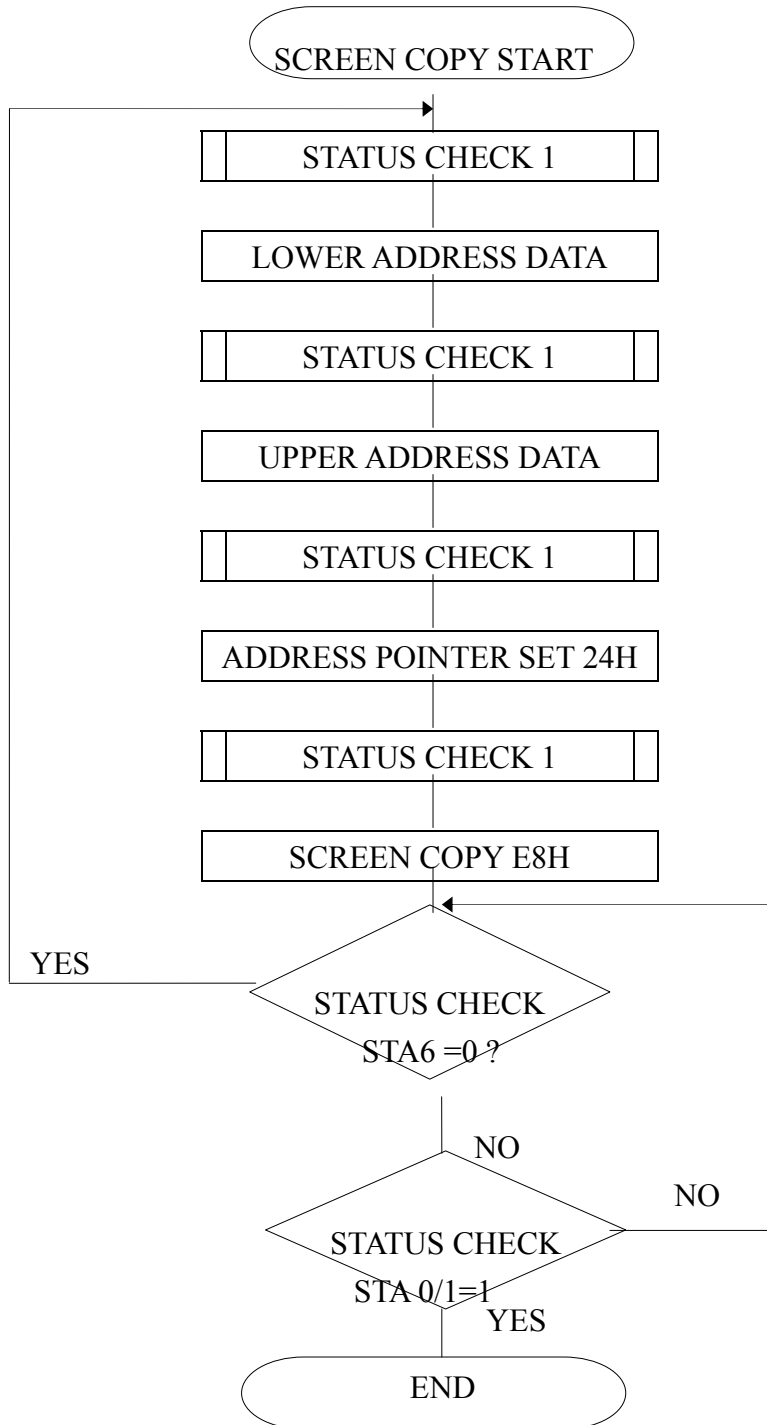 SCREEN COPY START
STATUS CHECK 1
LOWER ADDRESS DATA
STATUS CHECK 1
UPPER ADDRESS DATA
STATUS CHECK 1
ADDRESS POINTER SET 24H
STATUS CHECK 1
SCREEN COPY E8H
YES
STATUS CHECK
STA6 =0 ?
NO
NO
STATUS CHECK
STA 0/1=1
YES
END